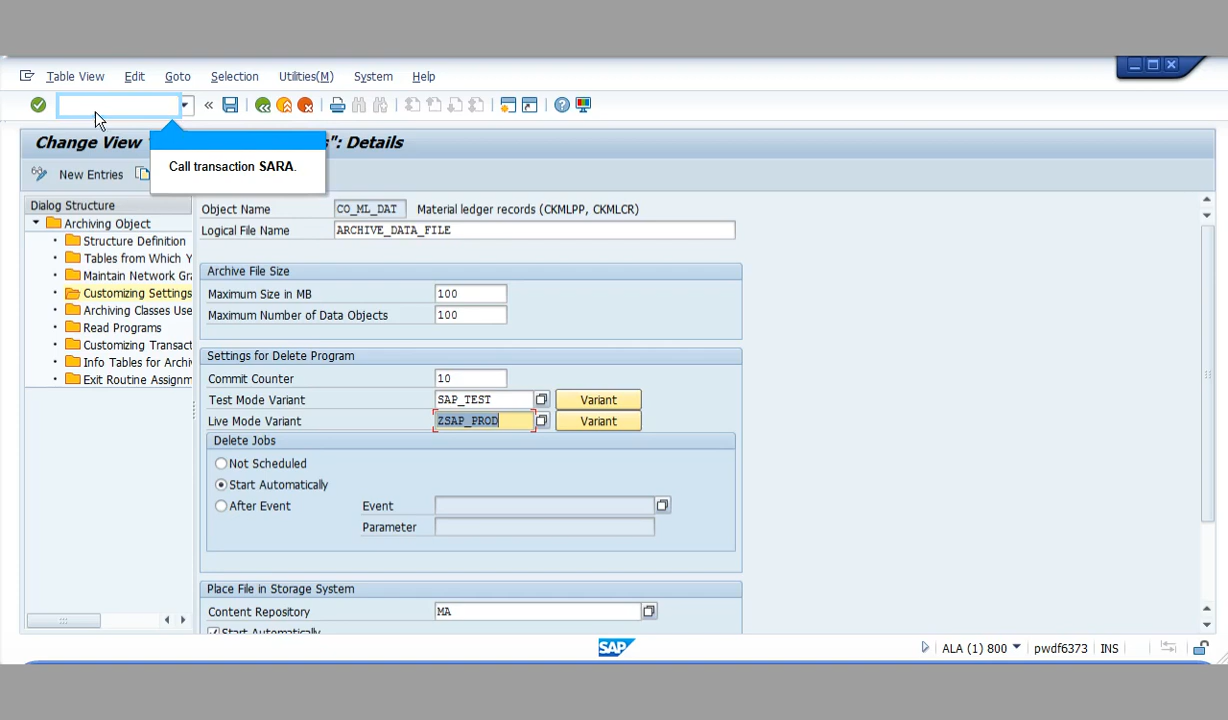 Table View Edit Goto Selection Utilities(M) System Help
Change View " s": Details
Call transaction SARA.
New Entries
Dialog Structure
Archiving Object
Structure Definition
Tables from Which Y
Maintain Network Gra
Customizing Settings
Archiving Classes Use
Read Programs
Customizing Transact
Info Tables for Archi
Exit Routine Assignm
Object Name CO_ML_DAT Material ledger records (CKMLPP, CKMLCR)
Logical File Name ARCHIVE_DATA_FILE
Archive File Size
Maximum Size in MB 100
Maximum Number of Data Objects 100
Settings for Delete Program
Commit Counter 10
Test Mode Variant SAP_TEST Variant
Live Mode Variant ZSAP_PROD Variant
Delete Jobs
Not Scheduled
Start Automatically
After Event Event
Parameter
Place File in Storage System
Content Repository MA
Start Automatically
SAP ALA (1) 800 pwdf6373 INS